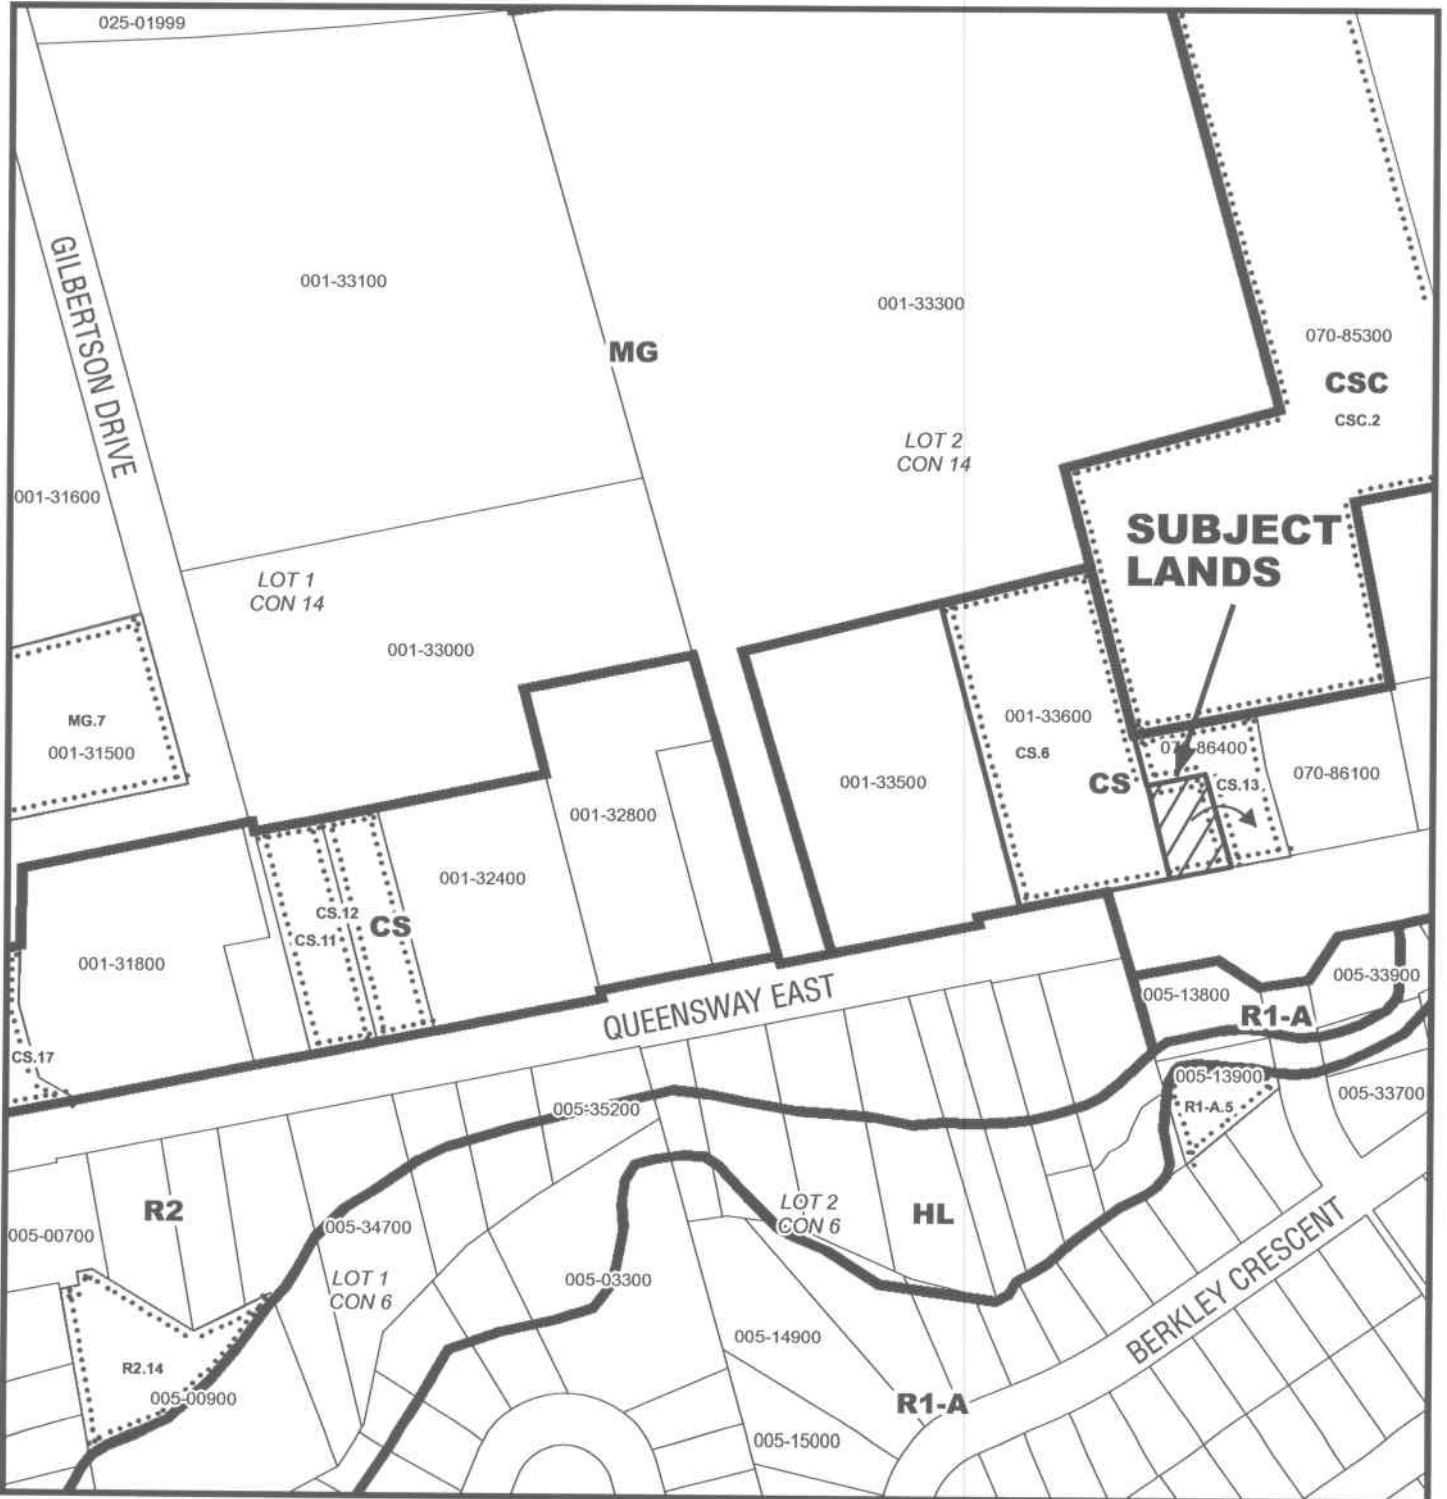 025-01999
GILBERTSON DRIVE
001-33100
001-33300
MG
070-85300
CSC
CSC.2
LOT 2
CON 14
001-31600
SUBJECT
LANDS
LOT 1
CON 14
001-33000
MG.7
001-31500
001-33600
CS.6
CS
CS.13
070-86100
001-33500
001-32800
001-32400
CS.12
CS.11
CS
001-31800
CS.17
QUEENSWAY EAST
005-33900
005-13800
R1-A
005-13900
R1-A.5
005-33700
005-35200
R2
005-00700
005-34700
LOT 2
CON 6
HL
LOT 1
CON 6
005-03300
BERKLEY CRESCENT
005-14900
R2.14
005-00900
R1-A
005-15000